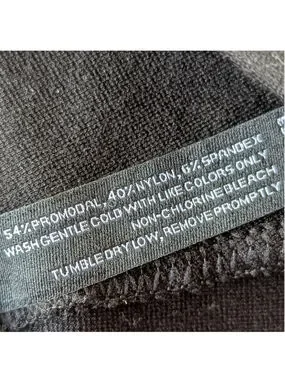 54% PROMODAL, 40% NYLON, 6% SPANDEX
WASH GENTLE COLD WITH LIKE COLORS ONLY
NON-CHLORINE BLEACH
TUMBLE DRY LOW, REMOVE PROMPTLY